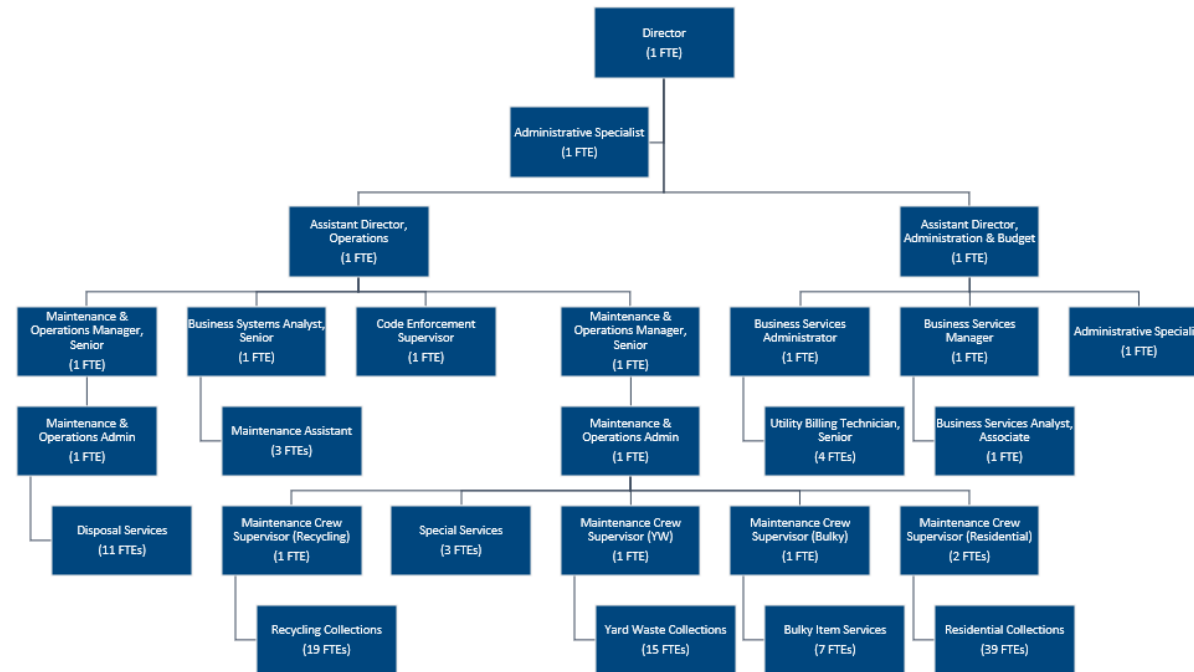 Director
(1 FTE)
Administrative Specialist
(1 FTE)
Assistant Director,
Operations
(1 FTE)
Assistant Director,
Administration & Budget
(1 FTE)
Maintenance &
Operations Manager,
Senior
(1 FTE)
Business Systems Analyst,
Senior
(1 FTE)
Code Enforcement
Supervisor
(1 FTE)
Maintenance &
Operations Manager,
Senior
(1 FTE)
Business Services
Administrator
(1 FTE)
Business Services
Manager
(1 FTE)
Administrative Speciali
(1 FTE)
Maintenance &
Operations Admin
(1 FTE)
Maintenance Assistant
(3 FTEs)
Maintenance &
Operations Admin
(1 FTE)
Utility Billing Technician,
Senior
(4 FTEs)
Business Services Analyst,
Associate
(1 FTE)
Disposal Services
(11 FTEs)
Maintenance Crew
Supervisor (Recycling)
(1 FTE)
Special Services
(3 FTEs)
Maintenance Crew
Supervisor (YW)
(1 FTE)
Maintenance Crew
Supervisor (Bulky)
(1 FTE)
Maintenance Crew
Supervisor (Residential)
(2 FTEs)
Recycling Collections
(19 FTEs)
Yard Waste Collections
(15 FTEs)
Bulky Item Services
(7 FTEs)
Residential Collections
(39 FTEs)